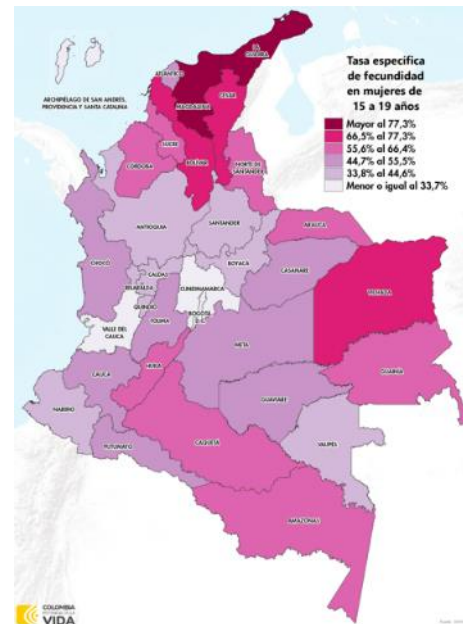 Tasa específica
de fecundidad
en mujeres de
15 a 19 años
Mayor al 77,3%
66,5% al 77,3%
55,6% al 66,4%
44,7% al 55,5%
33,8% al 44,6%
Menor o igual al 33,7%
LA
GUAJIRA
ATLÁNTICO
MAGDALENA
CESAR
ARCHIPIÉLAGO DE SAN ANDRES,
PROVIDENCIA Y SANTA CATALINA
SUCRE
CÓRDOBA
BOLÍVAR
NORTE DE
SANTANDER
ANTIOQUIA
SANTANDER
ARAUCA
CHOCÓ
BOYACA
CASANARE
CALDAS
RISARALDA
CUNDINAMARCA
VICHADA
QUINDIO
BOGOTÁ
D.C.
TOLIMA
VALLE DEL
CAUCA
META
CAUCA
HUILA
GUAINIA
GUAVIARE
NARIÑO
CAQUETÁ
VAUPÉS
PUTUMAYO
AMAZONAS
COLOMBIA
VIDA